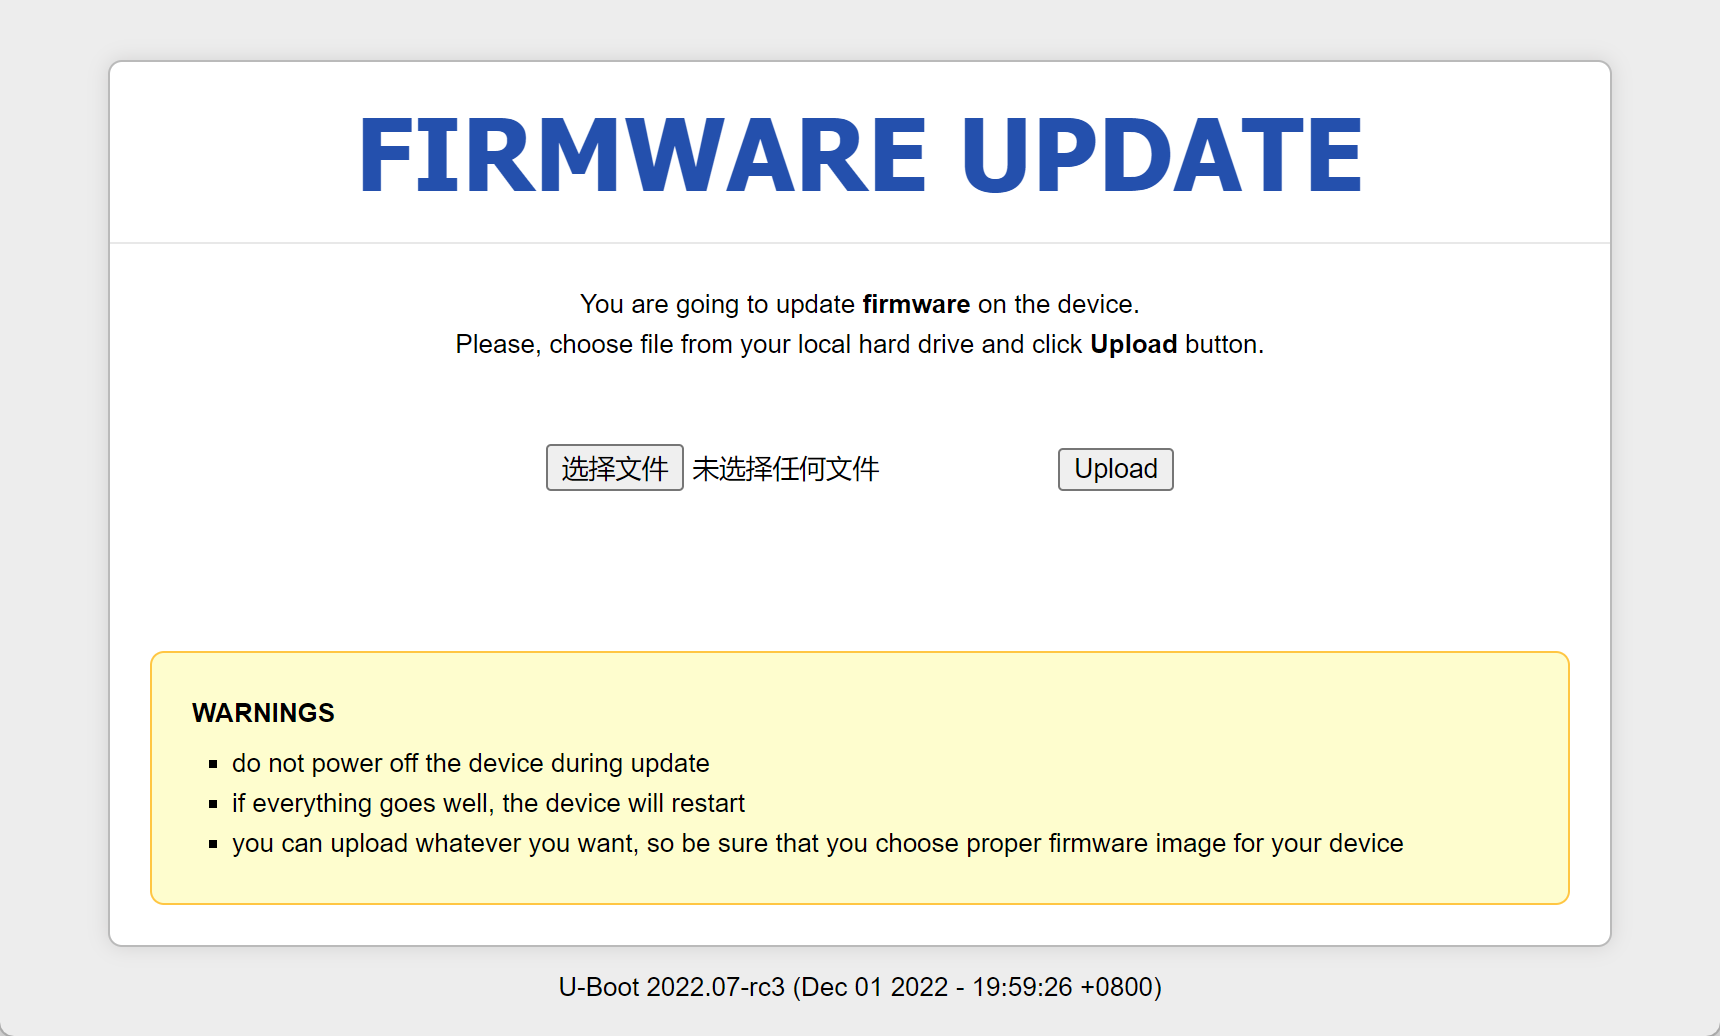 FIRMWARE UPDATE
You are going to update firmware on the device.
Please, choose file from your local hard drive and click Upload button.
选择文件 未选择任何文件 Upload
WARNINGS
do not power off the device during update
if everything goes well, the device will restart
you can upload whatever you want, so be sure that you choose proper firmware image for your device
U-Boot 2022.07-rc3 (Dec 01 2022 - 19:59:26 +0800)